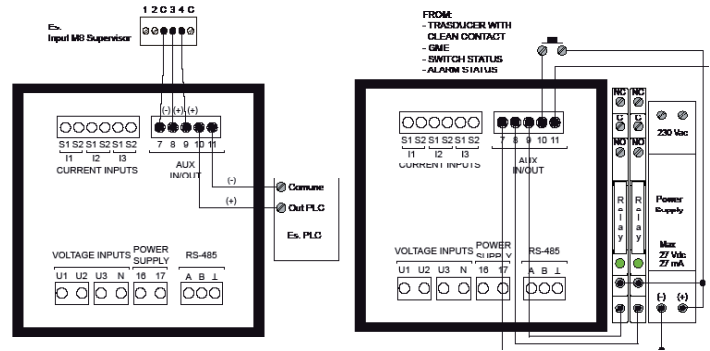 1 2 C 3 4 C
Es.
Input M8 Supervisor
(-) (+) (+)
S1 S2 S1 S2 S1 S2
I1 I2 I3
CURRENT INPUTS
7 8 9 10 11
AUX
IN/OUT
(-)
Comune
(+)
Out PLC
Es. PLC
VOLTAGE INPUTS
POWER
SUPPLY
RS-485
U1 U2 U3 N 16 17 A B ⊥
FROM:
- TRASDUCER WITH
CLEAN CONTACT
- GME
- SWITCH STATUS
- ALARM STATUS
S1 S2 S1 S2 S1 S2
I1 I2 I3
CURRENT INPUTS
7 8 9 10 11
AUX
IN/OUT
VOLTAGE INPUTS
POWER
SUPPLY
RS-485
U1 U2 U3 N 16 17 A B ⊥
NC NC
C C
NO NO
Relay Relay
230 Vac
Power
Supply
Max
27 Vdc
27 mA
(-) (+)